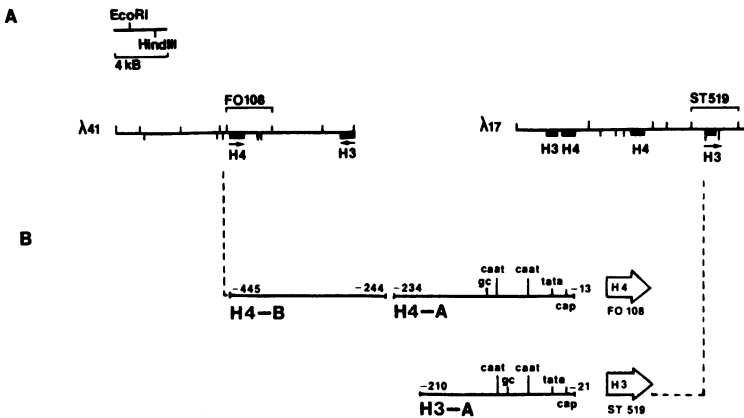 A
EcoRI
HindIII
4 kB
FO108
λ41
H4
H3
ST519
λ17
H3 H4
H4
H3
B
-445
-244
-234
gc
caat
caat
tata
-13
cap
H4-B
H4-A
H4
FO 108
-210
caat
gc
caat
tata
-21
cap
H3-A
H3
ST 519